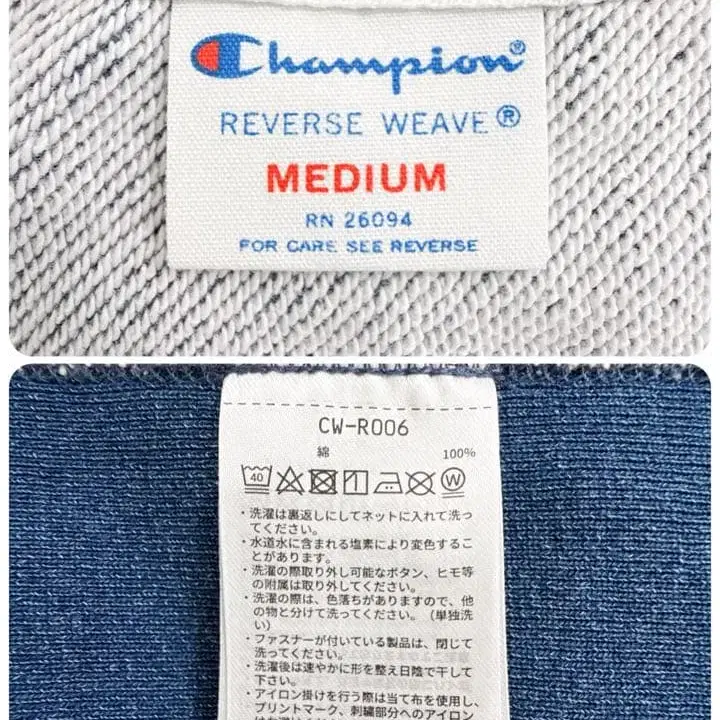 Champion®
REVERSE WEAVE®
MEDIUM
RN 26094
FOR CARE SEE REVERSE
CW-R006
綿 100%
40 W
・洗濯は裏返しにしてネットに入れて洗っ
てください。
・水道水に含まれる塩素により変色するこ
とがあります。
・洗濯の際取り外し可能なボタン、ヒモ等
の附属は取り外してください。
・洗濯の際は、色落ちがありますので、他
の物と分けて洗ってください。（単独洗
い）
・ファスナーが付いている製品は、閉じて
洗ってください。
・洗濯後は速やかに形を整え日陰で干して
下さい。
・アイロン掛けを行う際は当て布を使用し、
プリントマーク、刺繍部分へのアイロン